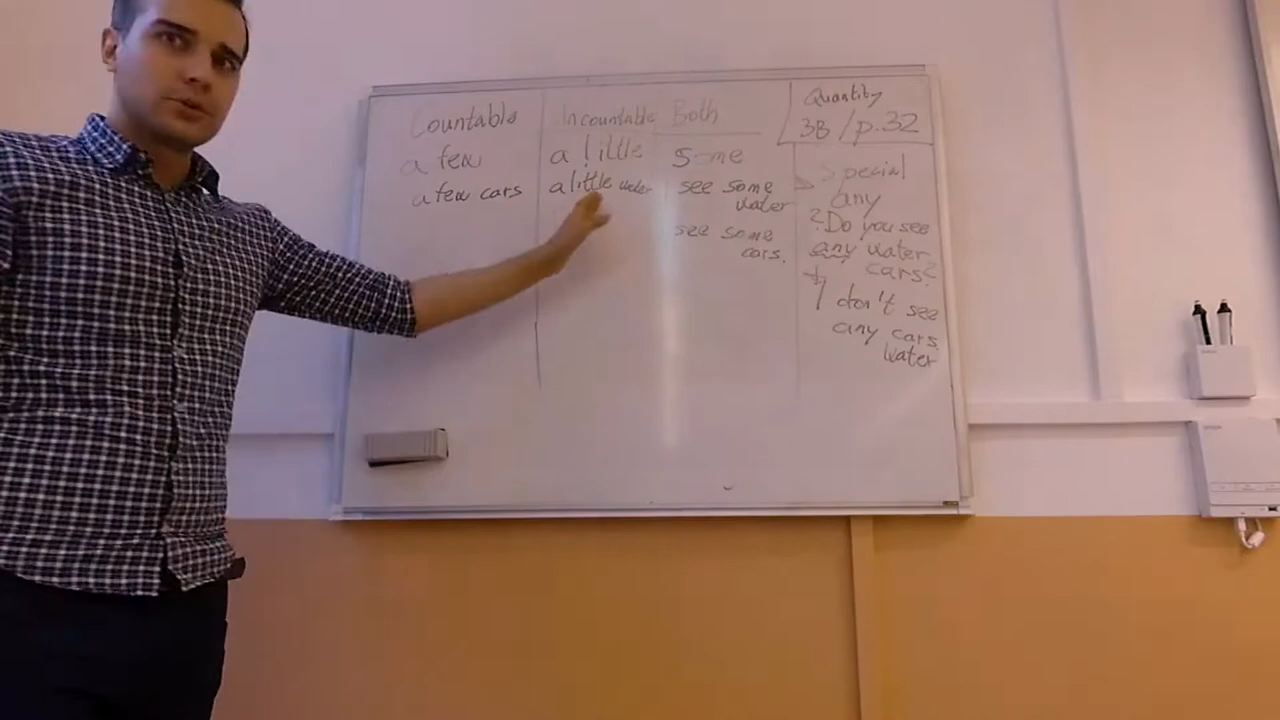 Countable
a few
a few cars
Incountable
a little
a little water
Both
some
see some
water
see some
cars.
Quantity
3B / p.32
Special
any
? Do you see
any water
cars?
I don't see
any cars
water